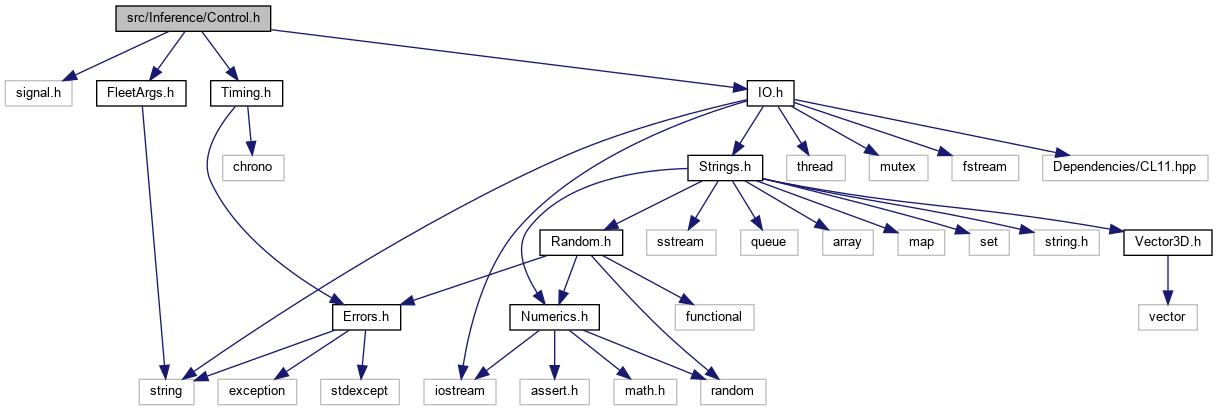 src/Inference/Control.h
signal.h
FleetArgs.h
Timing.h
IO.h
chrono
Strings.h
thread
mutex
fstream
Dependencies/CL11.hpp
Random.h
sstream
queue
array
map
set
string.h
Vector3D.h
Errors.h
Numerics.h
functional
vector
string
exception
stdexcept
iostream
assert.h
math.h
random